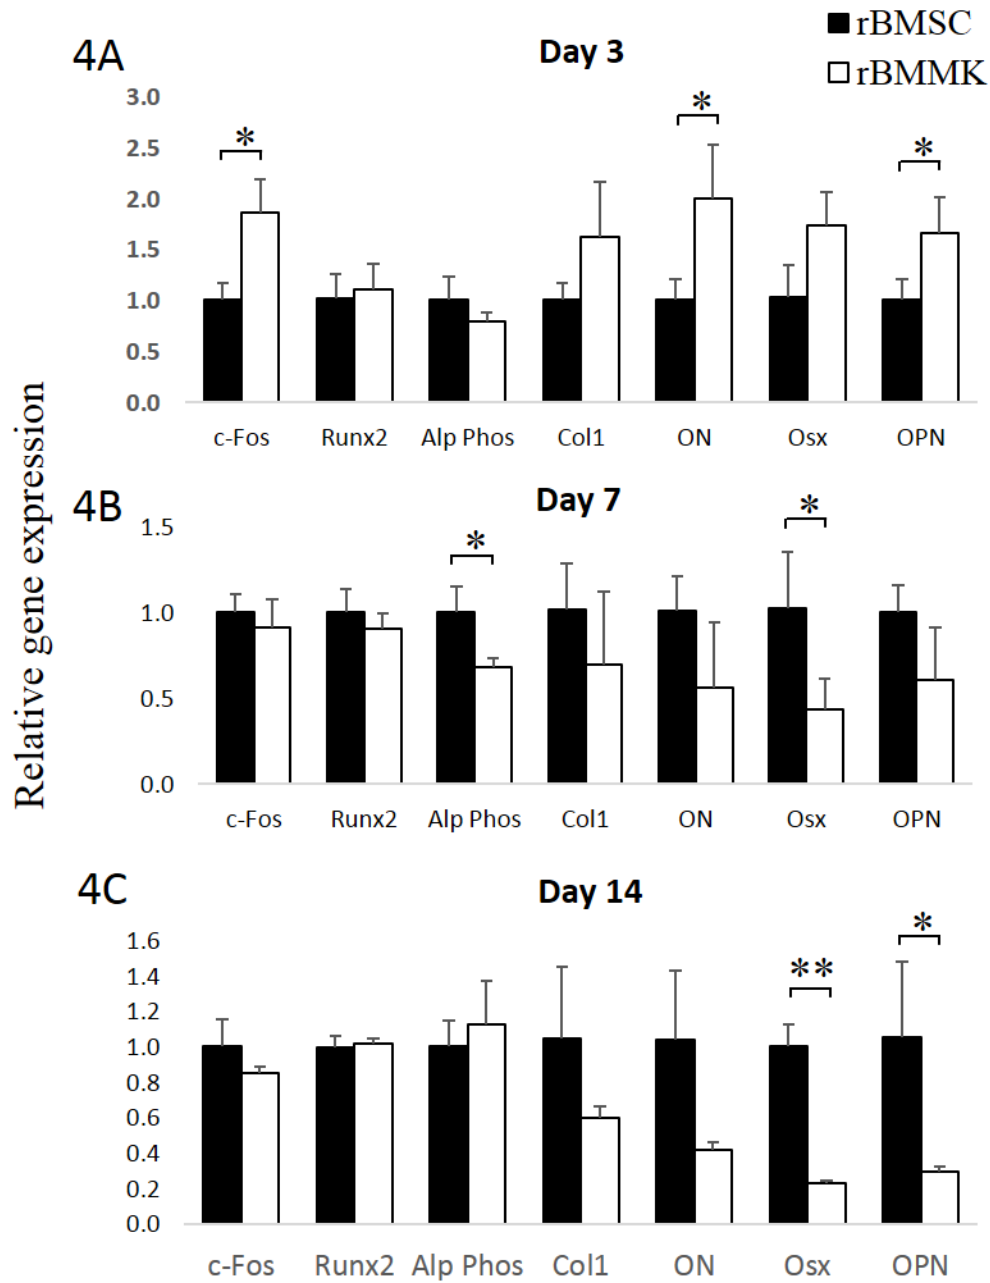 rBMSC
rBMMK
4A
Day 3
3.0
2.5
2.0
1.5
1.0
0.5
0.0
*
*
*
c-Fos Runx2 Alp Phos Col1 ON Osx OPN
Relative gene expression
4B
Day 7
1.5
1.0
0.5
0.0
*
*
c-Fos Runx2 Alp Phos Col1 ON Osx OPN
4C
Day 14
1.6
1.4
1.2
1.0
0.8
0.6
0.4
0.2
0.0
**
*
c-Fos Runx2 Alp Phos Col1 ON Osx OPN